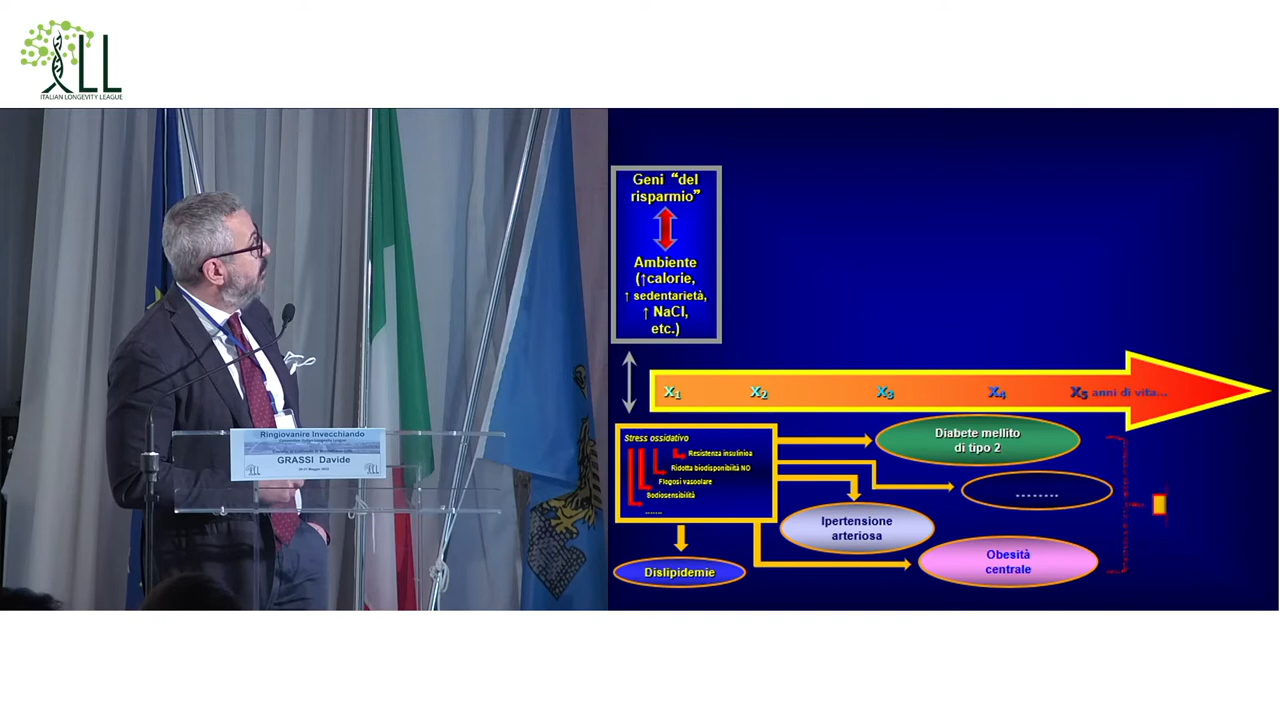 ITALIAN LONGEVITY LEAGUE
Ringiovanire Invecchiando
GRASSI Davide
Geni “del
risparmio”
Ambiente
(↑calorie,
↑ sedentarietà,
↑ NaCl,
etc.)
X1
X2
X3
X4
X5 anni di vita...
Stress ossidativo
Resistenza insulinica
Ridotta biodisponibiltà NO
Flogosi vascolare
Sodiosensibilità
.......
Diabete mellito
di tipo 2
........
Ipertensione
arteriosa
Obesità
centrale
Dislipidemie